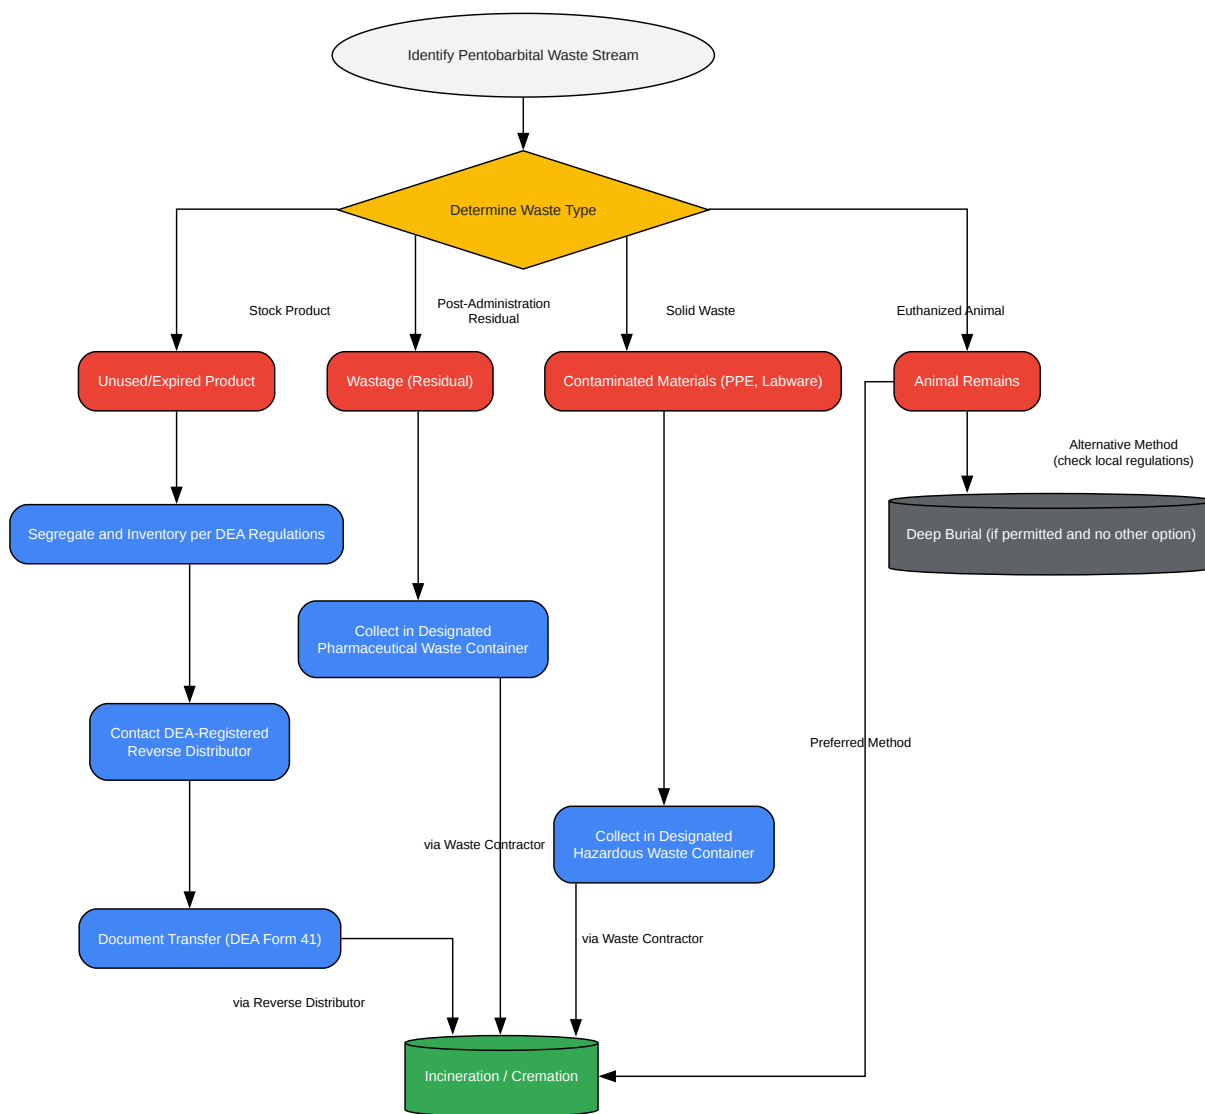 Identify Pentobarbital Waste Stream
Determine Waste Type
Stock Product
Post-Administration
Residual
Solid Waste
Euthanized Animal
Unused/Expired Product
Wastage (Residual)
Contaminated Materials (PPE, Labware)
Animal Remains
Alternative Method
(check local regulations)
Segregate and Inventory per DEA Regulations
Deep Burial (if permitted and no other option)
Collect in Designated
Pharmaceutical Waste Container
Contact DEA-Registered
Reverse Distributor
Preferred Method
via Waste Contractor
Collect in Designated
Hazardous Waste Container
Document Transfer (DEA Form 41)
via Waste Contractor
via Reverse Distributor
Incineration / Cremation